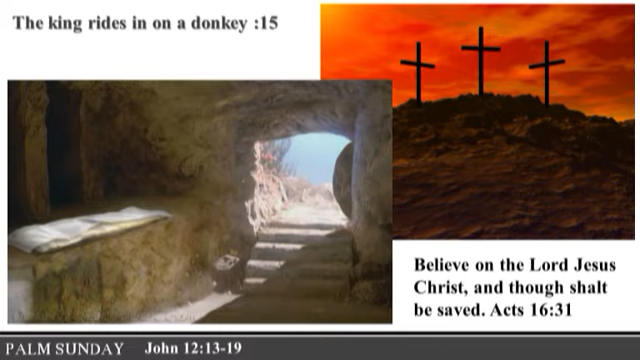 The king rides in on a donkey :15
Believe on the Lord Jesus
Christ, and though shalt
be saved. Acts 16:31
PALM SUNDAY John 12:13-19